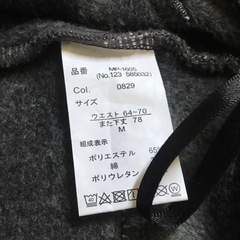 品番 MP-1605
(No.123 585032)
Col. 0829
サイズ
ウエスト 64-70
また下丈 78
M
組成表示
ポリエステル 65
綿
ポリウレタン